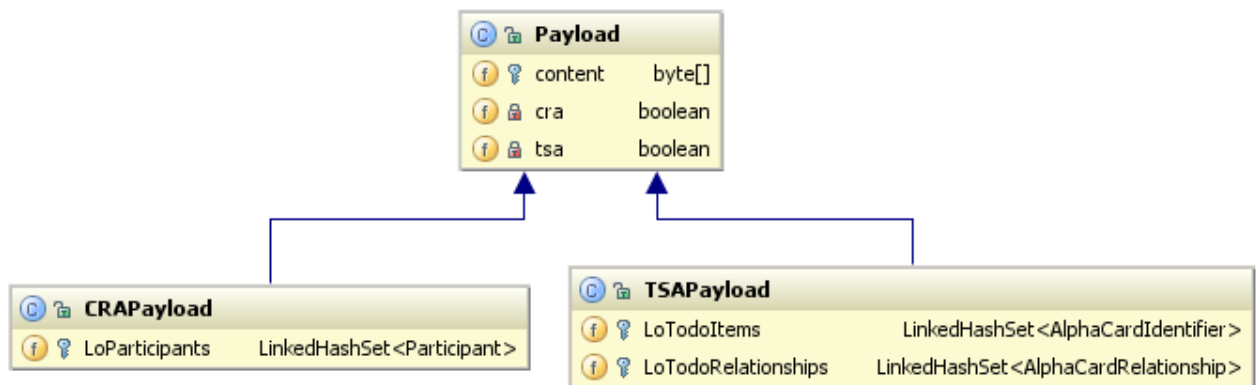 Payload
content byte[]
cra boolean
tsa boolean
CRAPayload
LoParticipants LinkedHashSet<Participant>
TSAPayload
LoTodoItems LinkedHashSet<AlphaCardIdentifier>
LoTodoRelationships LinkedHashSet<AlphaCardRelationship>